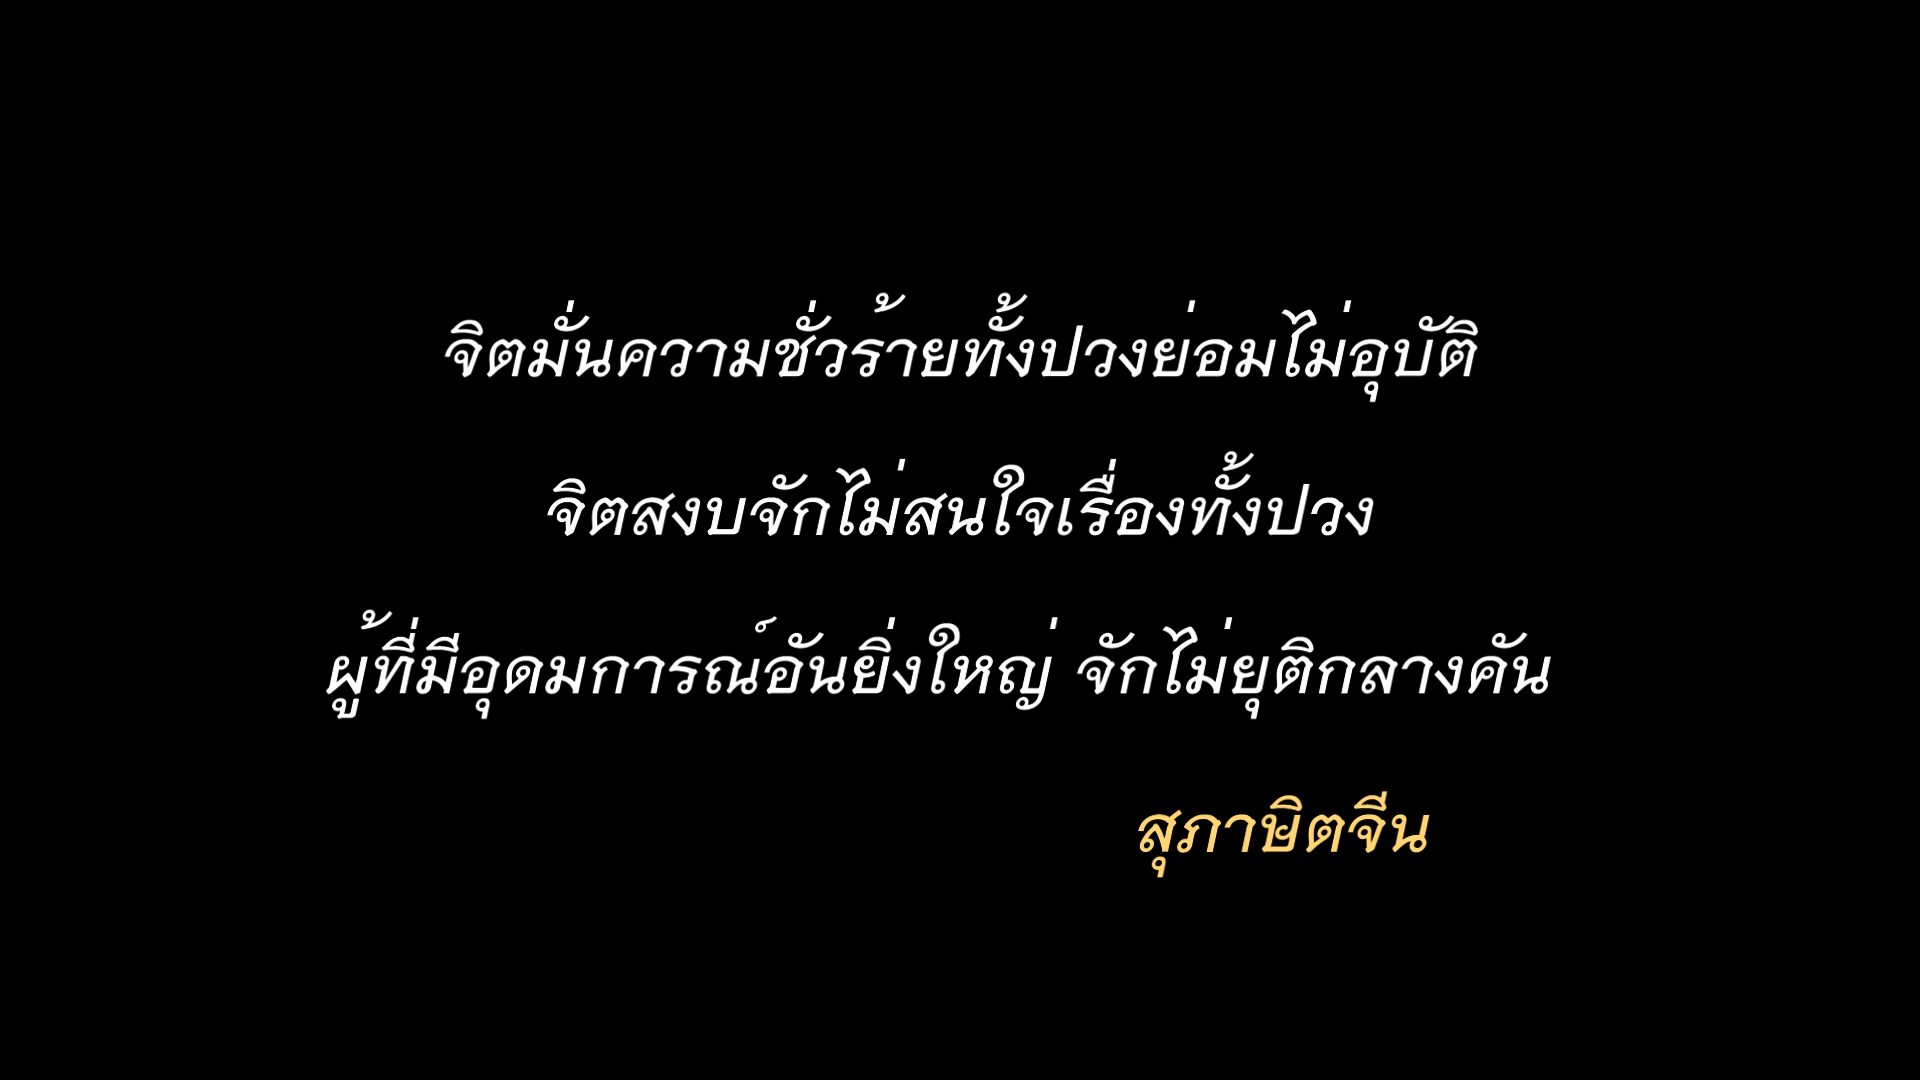 จิตมั่นความชั่วร้ายทั้งปวงย่อมไม่อุบัติ
จิตสงบจักไม่สนใจเรื่องทั้งปวง
ผู้ที่มีอุดมการณ์อันยิ่งใหญ่ จักไม่ยุติกลางคัน
สุภาษิตจีน